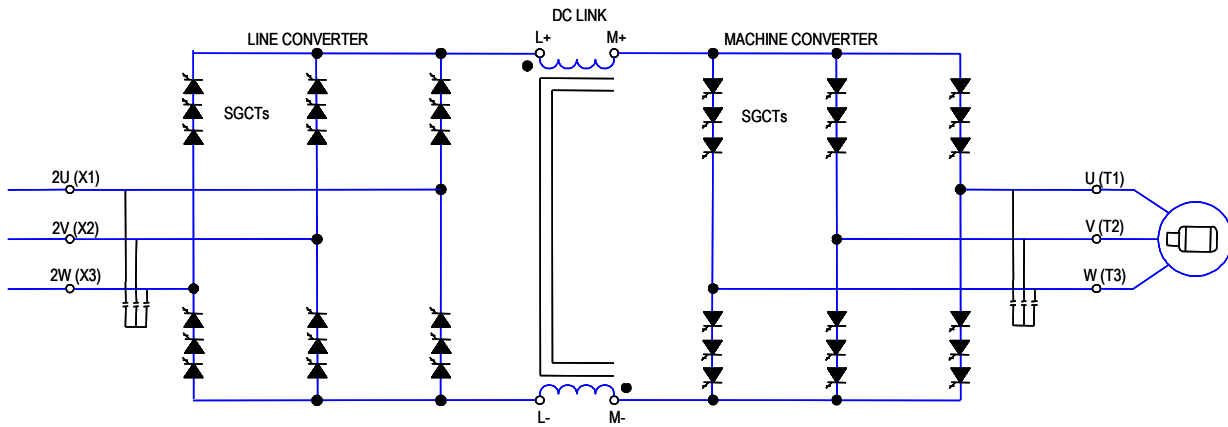 DC LINK
LINE CONVERTER
L+
M+
MACHINE CONVERTER
SGCTs
SGCTs
2U (X1)
U (T1)
2V (X2)
V (T2)
2W (X3)
W (T3)
L-
M-